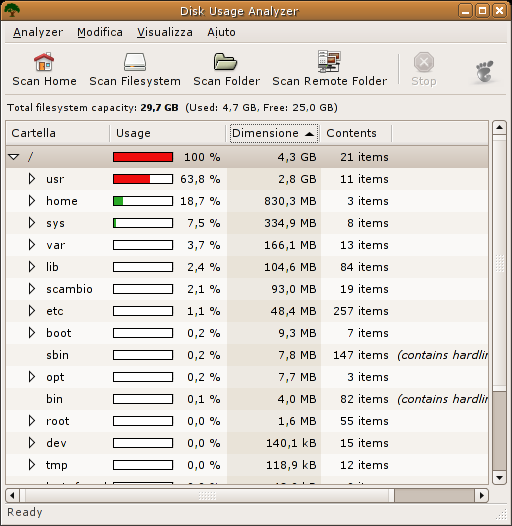 Disk Usage Analyzer
Analyzer Modifica Visualizza Aiuto
Scan Home Scan Filesystem Scan Folder Scan Remote Folder Stop
Total filesystem capacity: 29,7 GB (Used: 4,7 GB, Free: 25,0 GB)
Cartella Usage Dimensione Contents
/ 100 % 4,3 GB 21 items
usr 63,8 % 2,8 GB 11 items
home 18,7 % 830,3 MB 3 items
sys 7,5 % 334,9 MB 8 items
var 3,7 % 166,1 MB 13 items
lib 2,4 % 104,6 MB 84 items
scambio 2,1 % 93,0 MB 19 items
etc 1,1 % 48,4 MB 257 items
boot 0,2 % 9,3 MB 7 items
sbin 0,2 % 7,8 MB 147 items (contains hardlin
opt 0,2 % 7,7 MB 3 items
bin 0,1 % 4,0 MB 82 items (contains hardlin
root 0,0 % 1,6 MB 55 items
dev 0,0 % 140,1 kB 15 items
tmp 0,0 % 118,9 kB 12 items
Ready